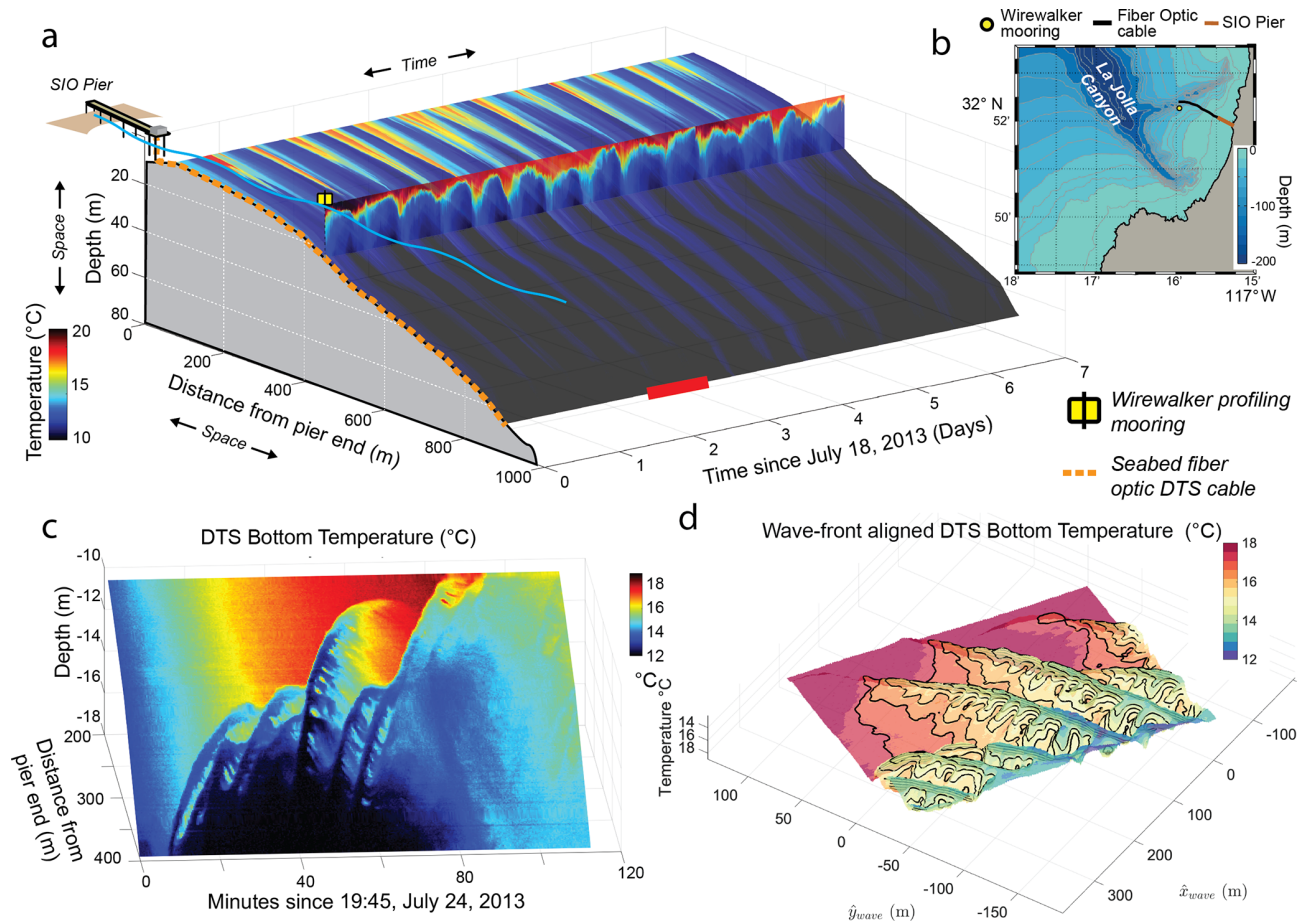 a
Time
SIO Pier
Space
Depth (m)
20
40
60
80
0
200
400
600
800
1000
Distance from pier end (m)
Space
Temperature (°C)
20
15
10
0
1
2
3
4
5
6
7
Time since July 18, 2013 (Days)
b
Wirewalker
mooring
Fiber Optic
cable
SIO Pier
La Jolla
Canyon
32° N
52'
50'
18'
17'
16'
15'
117°W
0
-100
-200
Depth (m)
Wirewalker profiling
mooring
Seabed fiber
optic DTS cable
c
DTS Bottom Temperature (°C)
-10
-12
-14
-16
-18
Depth (m)
200
300
400
Distance from
pier end (m)
0
40
80
120
Minutes since 19:45, July 24, 2013
18
16
14
12
°C
d
Wave-front aligned DTS Bottom Temperature (°C)
18
16
14
12
Temperature °C
14
16
18
100
50
0
-50
-100
-150
ŷwave (m)
-100
0
100
200
300
x̂wave (m)